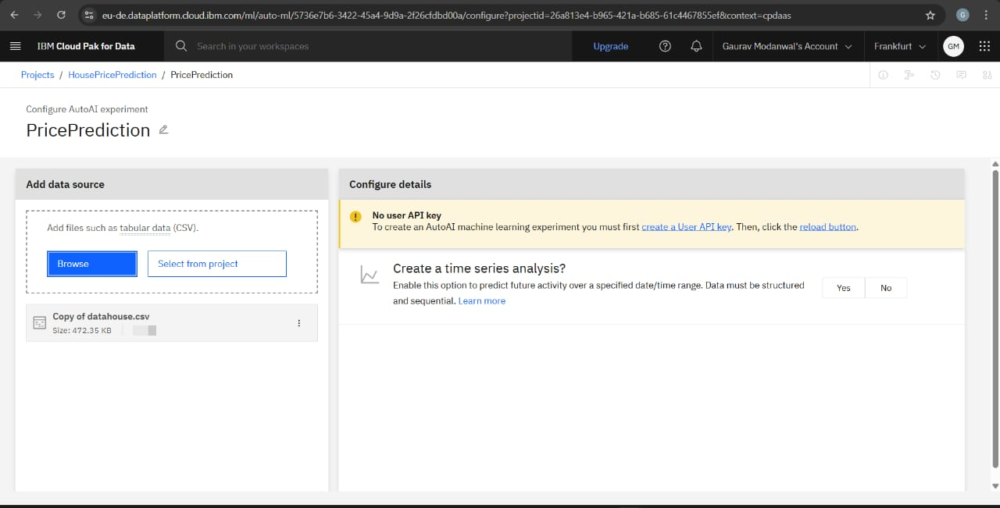 eu-de.dataplatform.cloud.ibm.com/ml/auto-ml/5736e7b6-3422-45a4-9d9a-2f26cfdbd00a/configure?projectid=26a813e4-b965-421a-b685-61c4467855ef&context=cpdaas
G
IBM Cloud Pak for Data
Search in your workspaces
Upgrade
Gaurav Modanwal's Account
Frankfurt
GM
Projects / HousePricePrediction / PricePrediction
Configure AutoAI experiment
PricePrediction
Add data source
Add files such as tabular data (CSV).
Browse
Select from project
Copy of datahouse.csv
Size: 472.35 KB
Configure details
No user API key
To create an AutoAI machine learning experiment you must first create a User API key. Then, click the reload button.
Create a time series analysis?
Enable this option to predict future activity over a specified date/time range. Data must be structured
and sequential. Learn more
Yes
No